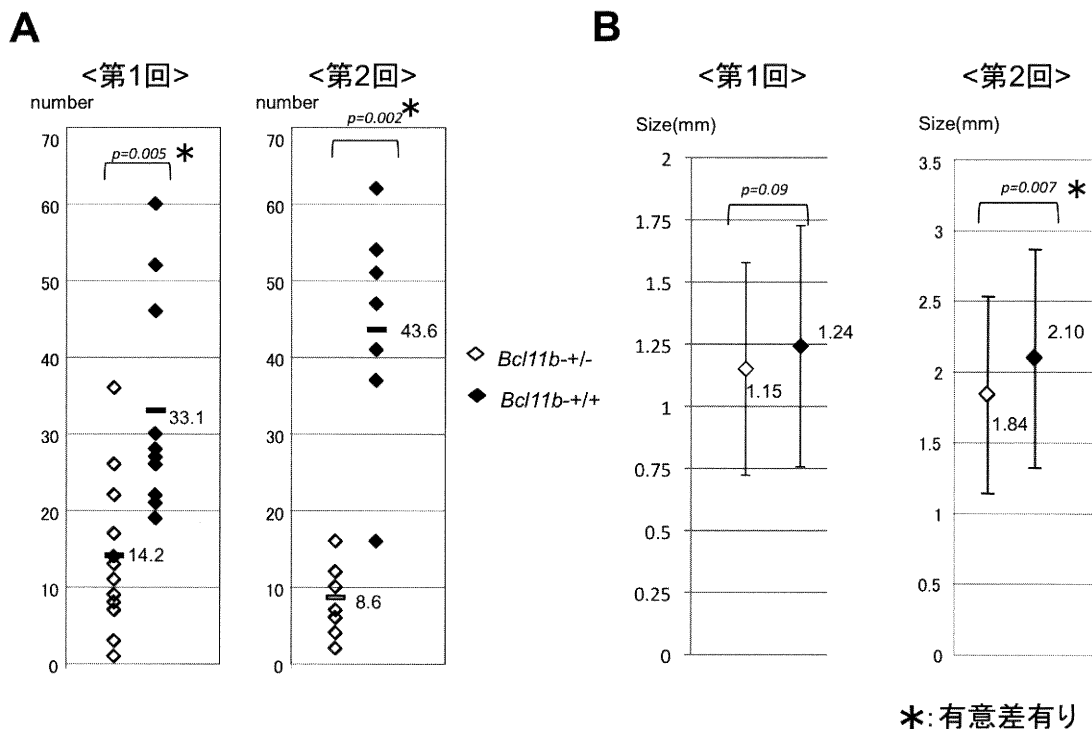 A
<第1回>
number
70
60
50
40
30
20
10
0
p=0.005 *
33.1
14.2
<第2回>
number
70
60
50
40
30
20
10
0
p=0.002 *
43.6
8.6
Bcl11b-+/-
Bcl11b-+/+
B
<第1回>
Size(mm)
2
1.75
1.5
1.25
1
0.75
0.5
0.25
0
p=0.09
1.24
1.15
<第2回>
Size(mm)
3.5
3
2.5
2
1.5
1
0.5
0
p=0.007 *
2.10
1.84
*:有意差有り